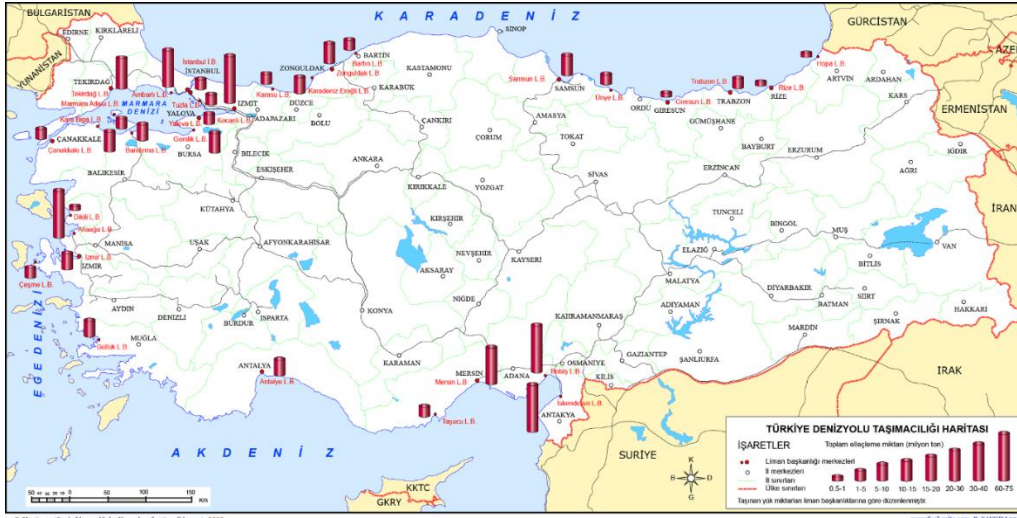 KARADENİZ
BULGARİSTAN
GÜRCİSTAN
YUNANİSTAN
EDİRNE
KIRKLARELİ
SİNOP
BARTIN
Bartın L.B.
ZONGULDAK
Zonguldak L.B.
KASTAMONU
Karadeniz Ereğli L.B.
KARABÜK
İstanbul L.B.
İSTANBUL
TEKİRDAĞ
Tekirdağ L.B.
Ambarlı L.B.
Tuzla L.B.
Marmara Adası L.B.
MARMARA
DENİZİ
YALOVA
Yalova L.B.
Kocaeli L.B.
İZMİT
ADAPAZARI
Karasu L.B.
DÜZCE
BOLU
Samsun L.B.
SAMSUN
Ünye L.B.
ORDU
GİRESUN
Giresun L.B.
Trabzon L.B.
TRABZON
Rize L.B.
RİZE
Hopa L.B.
ARTVİN
ARDAHAN
KARS
ERMENİSTAN
ÇANAKKALE
Çanakkale L.B.
Bandırma L.B.
Gemlik L.B.
BURSA
BİLECİK
ÇANKIRI
ÇORUM
AMASYA
TOKAT
GÜMÜŞHANE
BAYBURT
ERZURUM
ERZİNCAN
IĞDIR
AĞRI
BALIKESİR
ESKİŞEHİR
ANKARA
KIRIKKALE
YOZGAT
SİVAS
KÜTAHYA
KIRŞEHİR
TUNCELİ
BİNGÖL
MUŞ
VAN
İRAN
Dikili L.B.
Aliağa L.B.
MANİSA
UŞAK
AFYONKARAHİSAR
NEVŞEHİR
KAYSERİ
ELAZIĞ
BİTLİS
İzmir L.B.
İZMİR
Çeşme L.B.
AKSARAY
MALATYA
DİYARBAKIR
BATMAN
SİİRT
HAKKARİ
EGE DENİZİ
AYDIN
DENİZLİ
BURDUR
ISPARTA
KONYA
NİĞDE
KAHRAMANMARAŞ
ADIYAMAN
MARDİN
ŞIRNAK
Güllük L.B.
MUĞLA
KARAMAN
GAZİANTEP
ŞANLIURFA
OSMANİYE
KİLİS
ANTALYA
Antalya L.B.
MERSİN
Mersin L.B.
ADANA
Botaş L.B.
Taşucu L.B.
İskenderun L.B.
ANTAKYA
IRAK
SURİYE
AKDENİZ
KKTC
GKRY
K
B
D
G
Km
TÜRKİYE DENİZYOLU TAŞIMACILIĞI HARİTASI
İŞARETLER
Toplam elleçleme miktarı (milyon ton)
Liman başkanlığı merkezleri
İl merkezleri
İl sınırları
Ülke sınırları
0.5-1 1-5 5-10 10-15 15-20 20-30 30-40 60-75
Taşınan yük miktarları liman başkanlıklarına göre düzenlenmiştir.